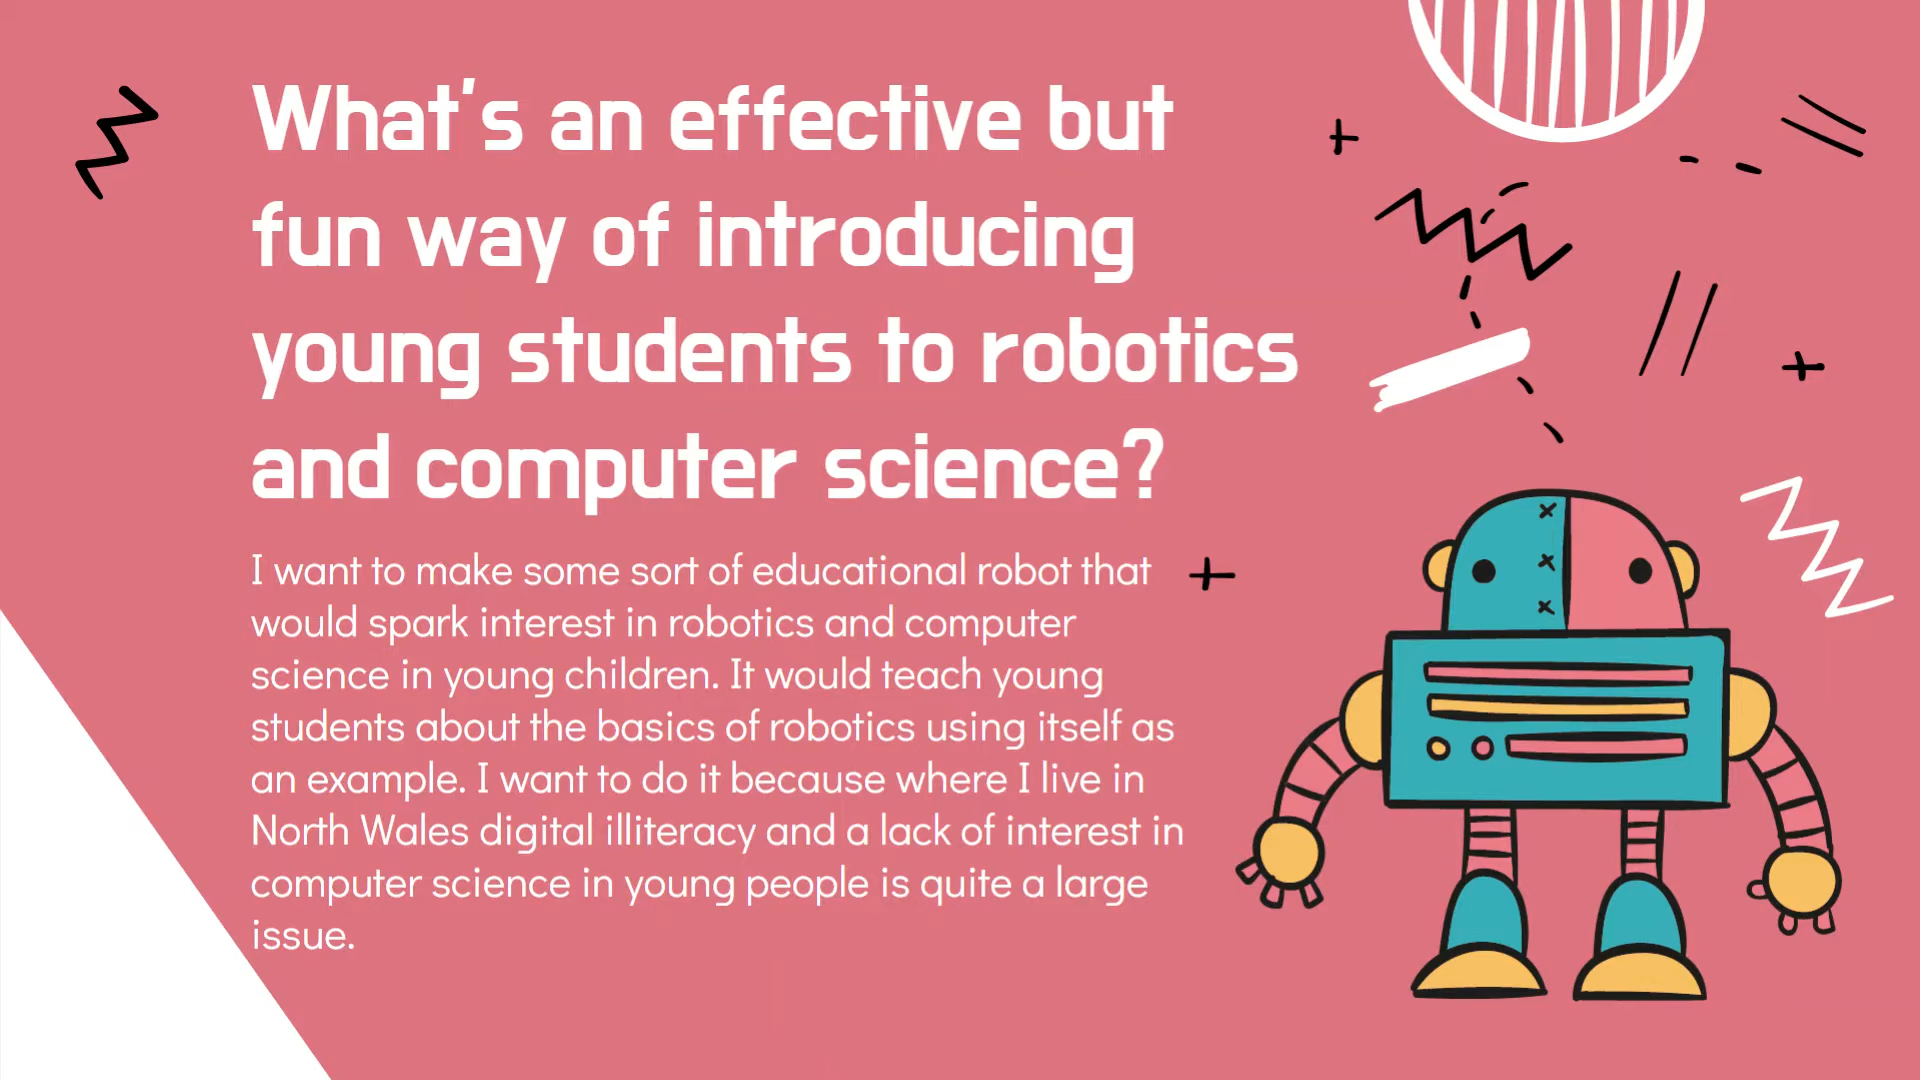 What's an effective but
fun way of introducing
young students to robotics
and computer science?
I want to make some sort of educational robot that
would spark interest in robotics and computer
science in young children. It would teach young
students about the basics of robotics using itself as
an example. I want to do it because where I live in
North Wales digital illiteracy and a lack of interest in
computer science in young people is quite a large
issue.